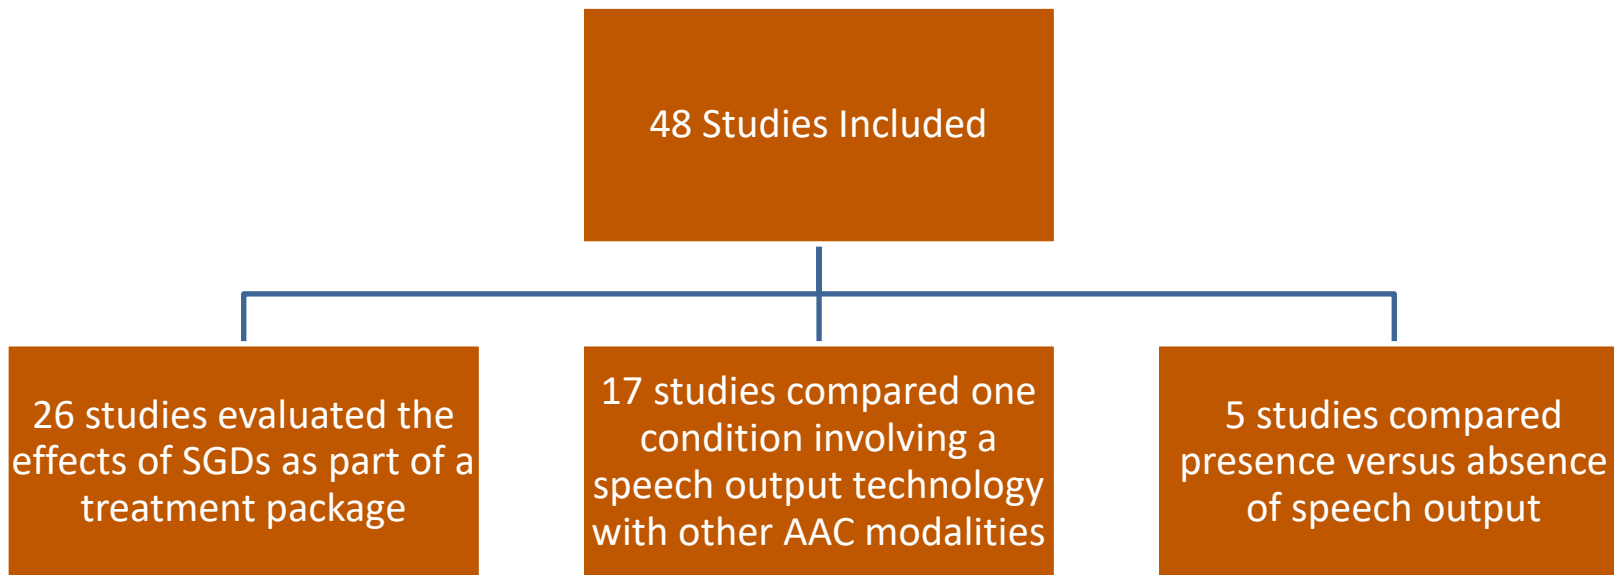 48 Studies Included
26 studies evaluated the
effects of SGDs as part of a
treatment package
17 studies compared one
condition involving a
speech output technology
with other AAC modalities
5 studies compared
presence versus absence
of speech output